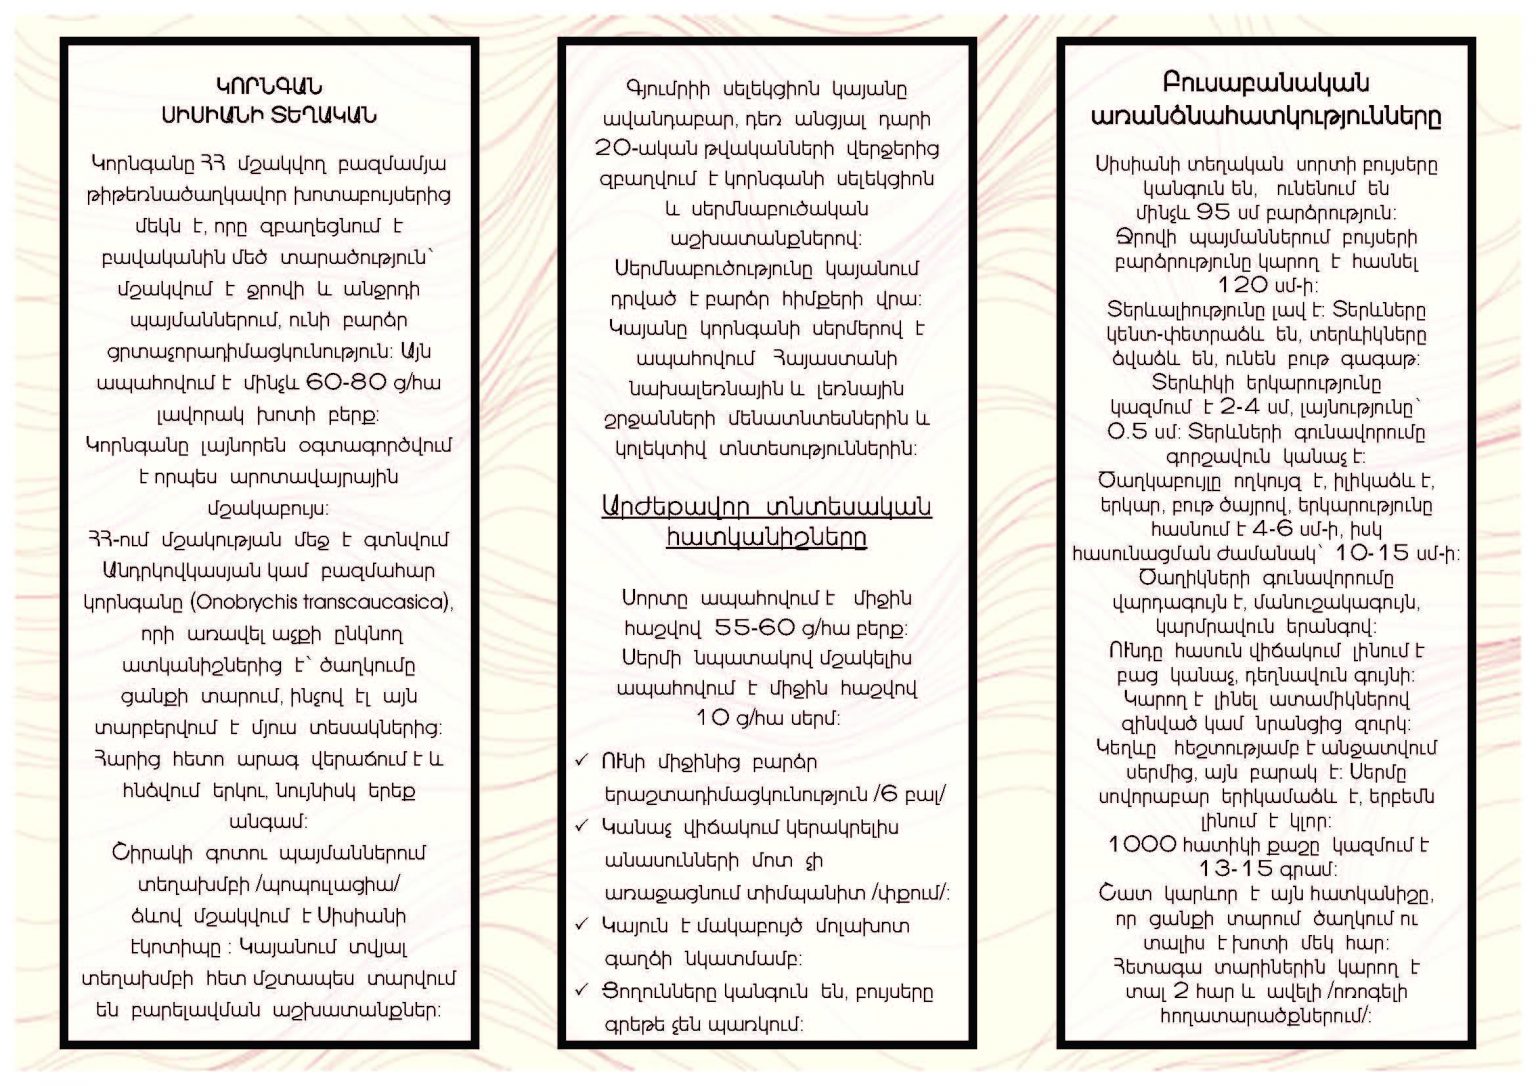 ԿՈՐՆԳԱՆ
ՍԻՍԻԱՆԻ ՏԵՂԱԿԱՆ
Կորնգանը ՀՀ մշակվող բազմամյա
թիթեռնածաղկավոր խոտաբույսերից
մեկն է, որը զբաղեցնում է
բավականին մեծ տարածություն՝
մշակվում է ջրովի և անջրդի
պայմաններում, ունի բարձր
ցրտաչորադիմացկունություն: Այն
ապահովում է մինչև 60-80 ց/հա
լավորակ խոտի բերք:
Կորնգանը լայնորեն օգտագործվում
է որպես արոտավայրային
մշակաբույս:
ՀՀ-ում մշակության մեջ է գտնվում
Անդրկովկասյան կամ բազմահար
կորնգանը (Onobrychis transcaucasica),
որի առավել աչքի ընկնող
ատկանիշներից է՝ ծաղկումը
ցանքի տարում, ինչով էլ այն
տարբերվում է մյուս տեսակներից:
Հարից հետո արագ վերաճում է և
հնձվում երկու, նույնիսկ երեք
անգամ:
Շիրակի գոտու պայմաններում
տեղախմբի /պոպուլացիա/
ձևով մշակվում է Սիսիանի
էկոտիպը : Կայանում տվյալ
տեղախմբի հետ մշտապես տարվում
են բարելավման աշխատանքներ:
Գյումրիի սելեկցիոն կայանը
ավանդաբար, դեռ անցյալ դարի
20-ական թվականների վերջերից
զբաղվում է կորնգանի սելեկցիոն
և սերմնաբուծական
աշխատանքներով:
Սերմնաբուծությունը կայանում
դրված է բարձր հիմքերի վրա:
Կայանը կորնգանի սերմերով է
ապահովում Հայաստանի
նախալեռնային և լեռնային
շրջանների մենատնտեսներին և
կոլեկտիվ տնտեսություններին:
Արժեքավոր տնտեսական
հատկանիշները
Սորտը ապահովում է միջին
հաշվով 55-60 ց/հա բերք:
Սերմի նպատակով մշակելիս
ապահովում է միջին հաշվով
10 ց/հա սերմ:
✓ Ունի միջինից բարձր
երաշտադիմացկունություն /6 բալ/
✓ Կանաչ վիճակում կերակրելիս
անասունների մոտ չի
առաջացնում տիմպանիտ /փքում/:
✓ Կայուն է մակաբույծ մոլախոտ
գաղձի նկատմամբ:
✓ Ցողունները կանգուն են, բույսերը
գրեթե չեն պառկում:
Բուսաբանական
առանձնահատկությունները
Սիսիանի տեղական սորտի բույսերը
կանգուն են, ունենում են
մինչև 95 սմ բարձրություն:
Ջրովի պայմաններում բույսերի
բարձրությունը կարող է հասնել
120 սմ-ի:
Տերևալիությունը լավ է: Տերևները
կենտ-փետրաձև են, տերևիկները
ձվաձև են, ունեն բութ գագաթ:
Տերևիկի երկարությունը
կազմում է 2-4 սմ, լայնությունը՝
0.5 սմ: Տերևների գունավորումը
գորշավուն կանաչ է:
Ծաղկաբույլը ողկույզ է, իլիկաձև է,
երկար, բութ ծայրով, երկարությունը
հասնում է 4-6 սմ-ի, իսկ
հասունացման ժամանակ՝ 10-15 սմ-ի:
Ծաղիկների գունավորումը
վարդագույն է, մանուշակագույն,
կարմրավուն երանգով:
Ունդը հասուն վիճակում լինում է
բաց կանաչ, դեղնավուն գույնի:
Կարող է լինել ատամիկներով
զինված կամ նրանցից զուրկ:
Կեղևը հեշտությամբ է անջատվում
սերմից, այն բարակ է: Սերմը
սովորաբար երիկամաձև է, երբեմն
լինում է կլոր:
1000 հատիկի քաշը կազմում է
13-15 գրամ:
Շատ կարևոր է այն հատկանիշը,
որ ցանքի տարում ծաղկում ու
տալիս է խոտի մեկ հար:
Հետագա տարիներին կարող է
տալ 2 հար և ավելի /ոռոգելի
հողատարածքներում/: